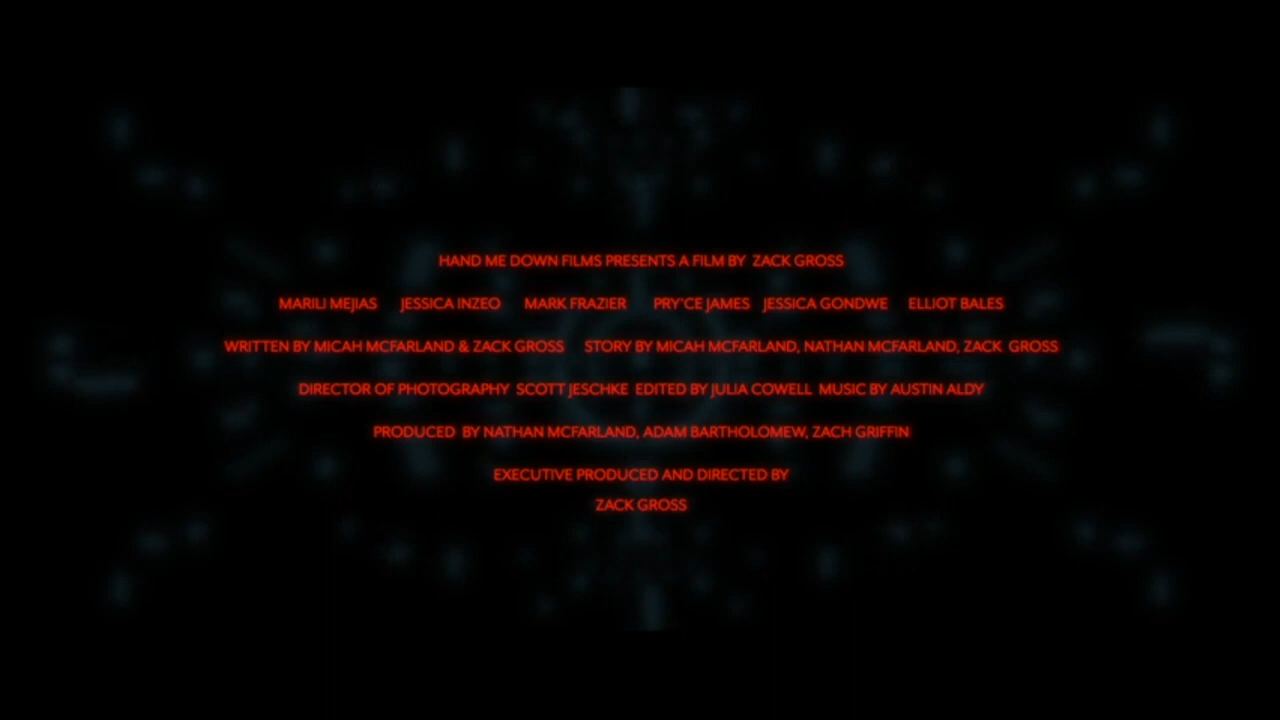 HAND ME DOWN FILMS PRESENTS A FILM BY ZACK GROSS
MARILI MEJIAS JESSICA INZEO MARK FRAZIER PRY'CE JAMES JESSICA GONDWE ELLIOT BALES
WRITTEN BY MICAH MCFARLAND & ZACK GROSS STORY BY MICAH MCFARLAND, NATHAN MCFARLAND, ZACK GROSS
DIRECTOR OF PHOTOGRAPHY SCOTT JESCHKE EDITED BY JULIA COWELL MUSIC BY AUSTIN ALDY
PRODUCED BY NATHAN MCFARLAND, ADAM BARTHOLOMEW, ZACH GRIFFIN
EXECUTIVE PRODUCED AND DIRECTED BY
ZACK GROSS